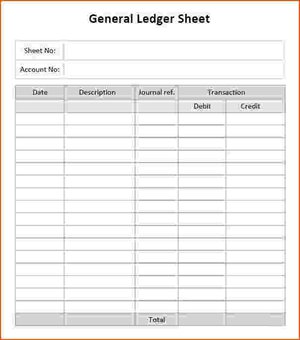 General Ledger Sheet
Sheet No:
Account No:
Date Description Journal ref. Transaction
Debit Credit
Total